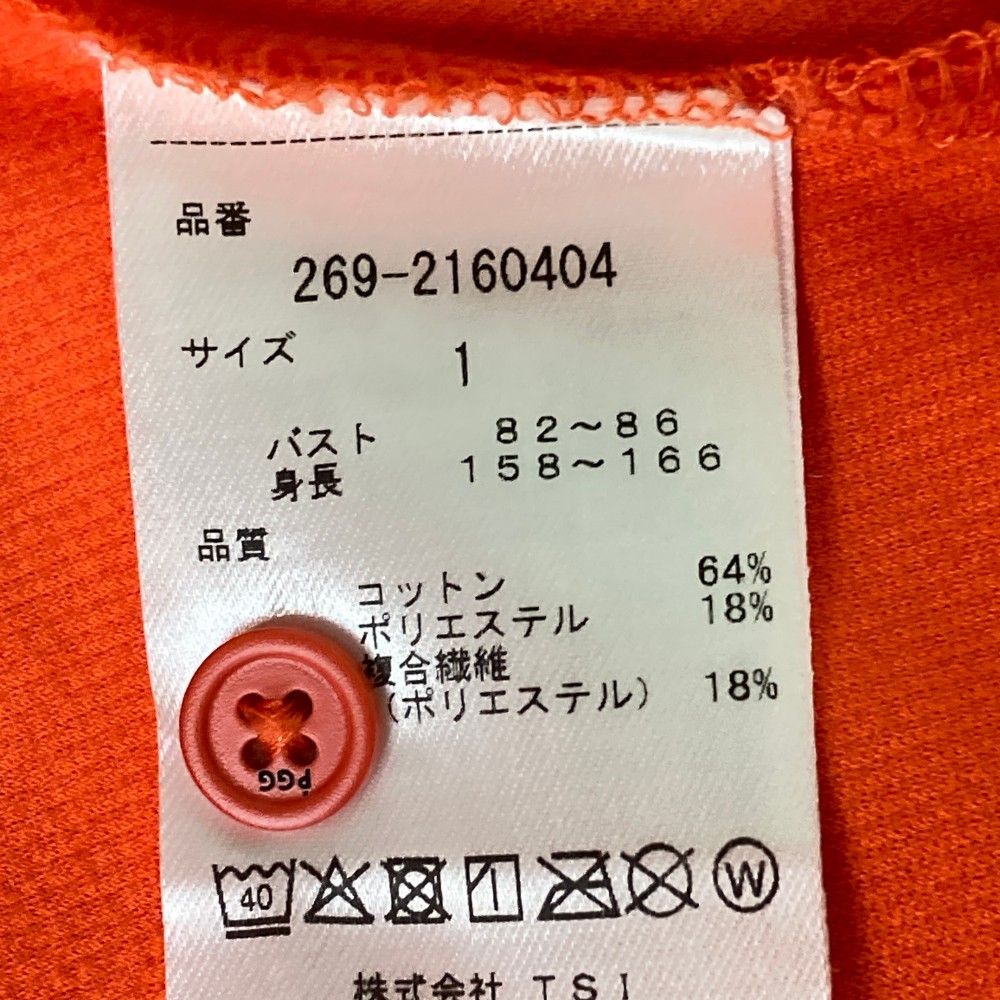 品番
269-2160404
サイズ 1
バスト 82～86
身長 158～166
品質
コットン 64%
ポリエステル 18%
複合繊維
(ポリエステル) 18%
PGG
40
W
株式会社 TSI